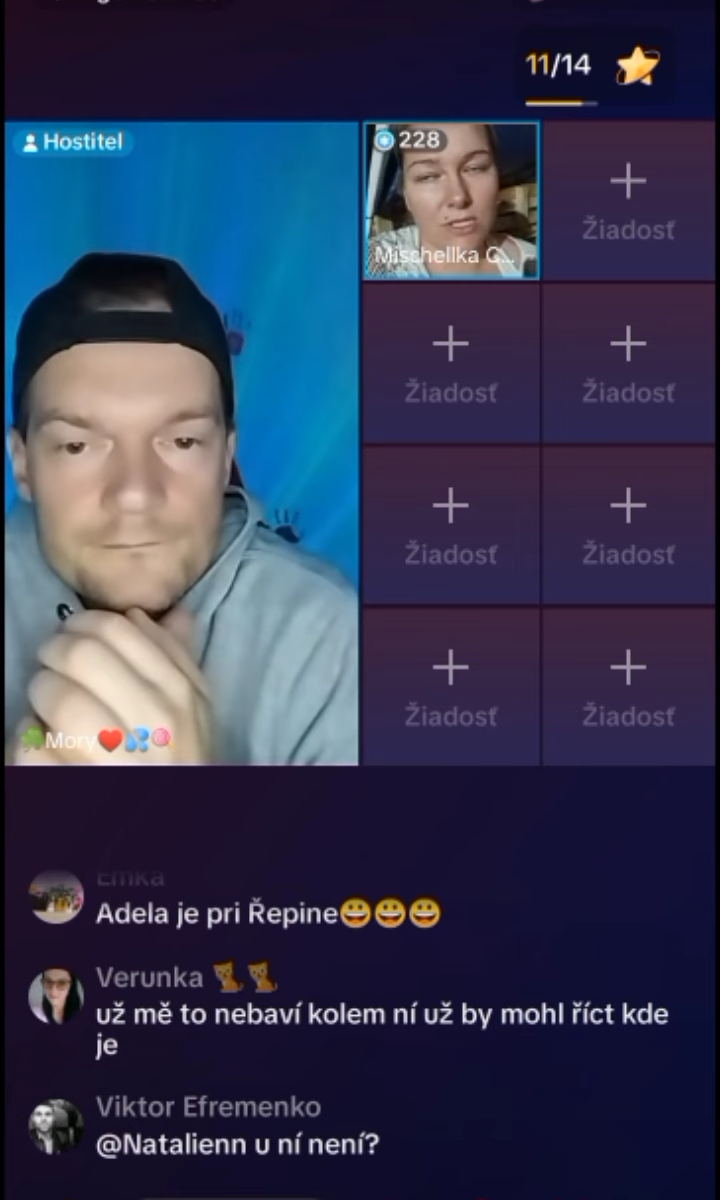 11/14
Hostitel
228
Mischellka G...
Žiadosť
Žiadosť
Žiadosť
Žiadosť
Žiadosť
Žiadosť
Žiadosť
🍀Mory❤️💦🍭
Emka
Adela je pri Řepine😀😀😀
Verunka 🐈🐈
už mě to nebaví kolem ní už by mohl říct kde
je
Viktor Efremenko
@Natalienn u ní není?